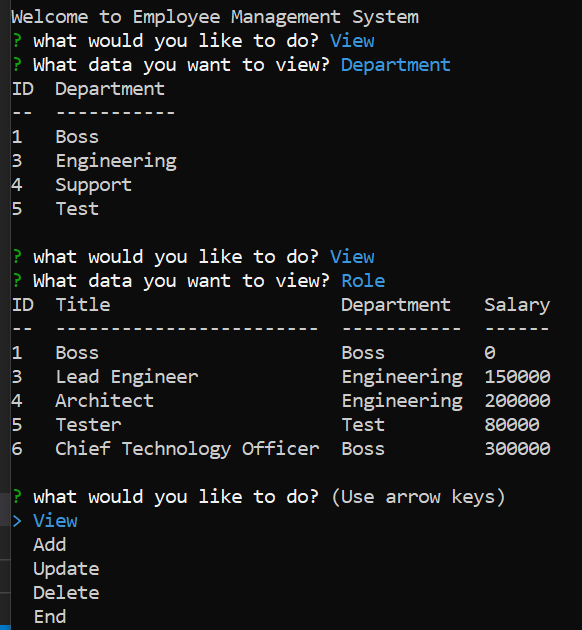 Welcome to Employee Management System
? what would you like to do? View
? What data you want to view? Department
ID  Department
--  -----------
1   Boss
3   Engineering
4   Support
5   Test
? what would you like to do? View
? What data you want to view? Role
ID  Title                     Department   Salary
--  ------------------------  -----------  ------
1   Boss                      Boss         0
3   Lead Engineer             Engineering  150000
4   Architect                 Engineering  200000
5   Tester                    Test         80000
6   Chief Technology Officer  Boss         300000
? what would you like to do? (Use arrow keys)
> View
  Add
  Update
  Delete
  End